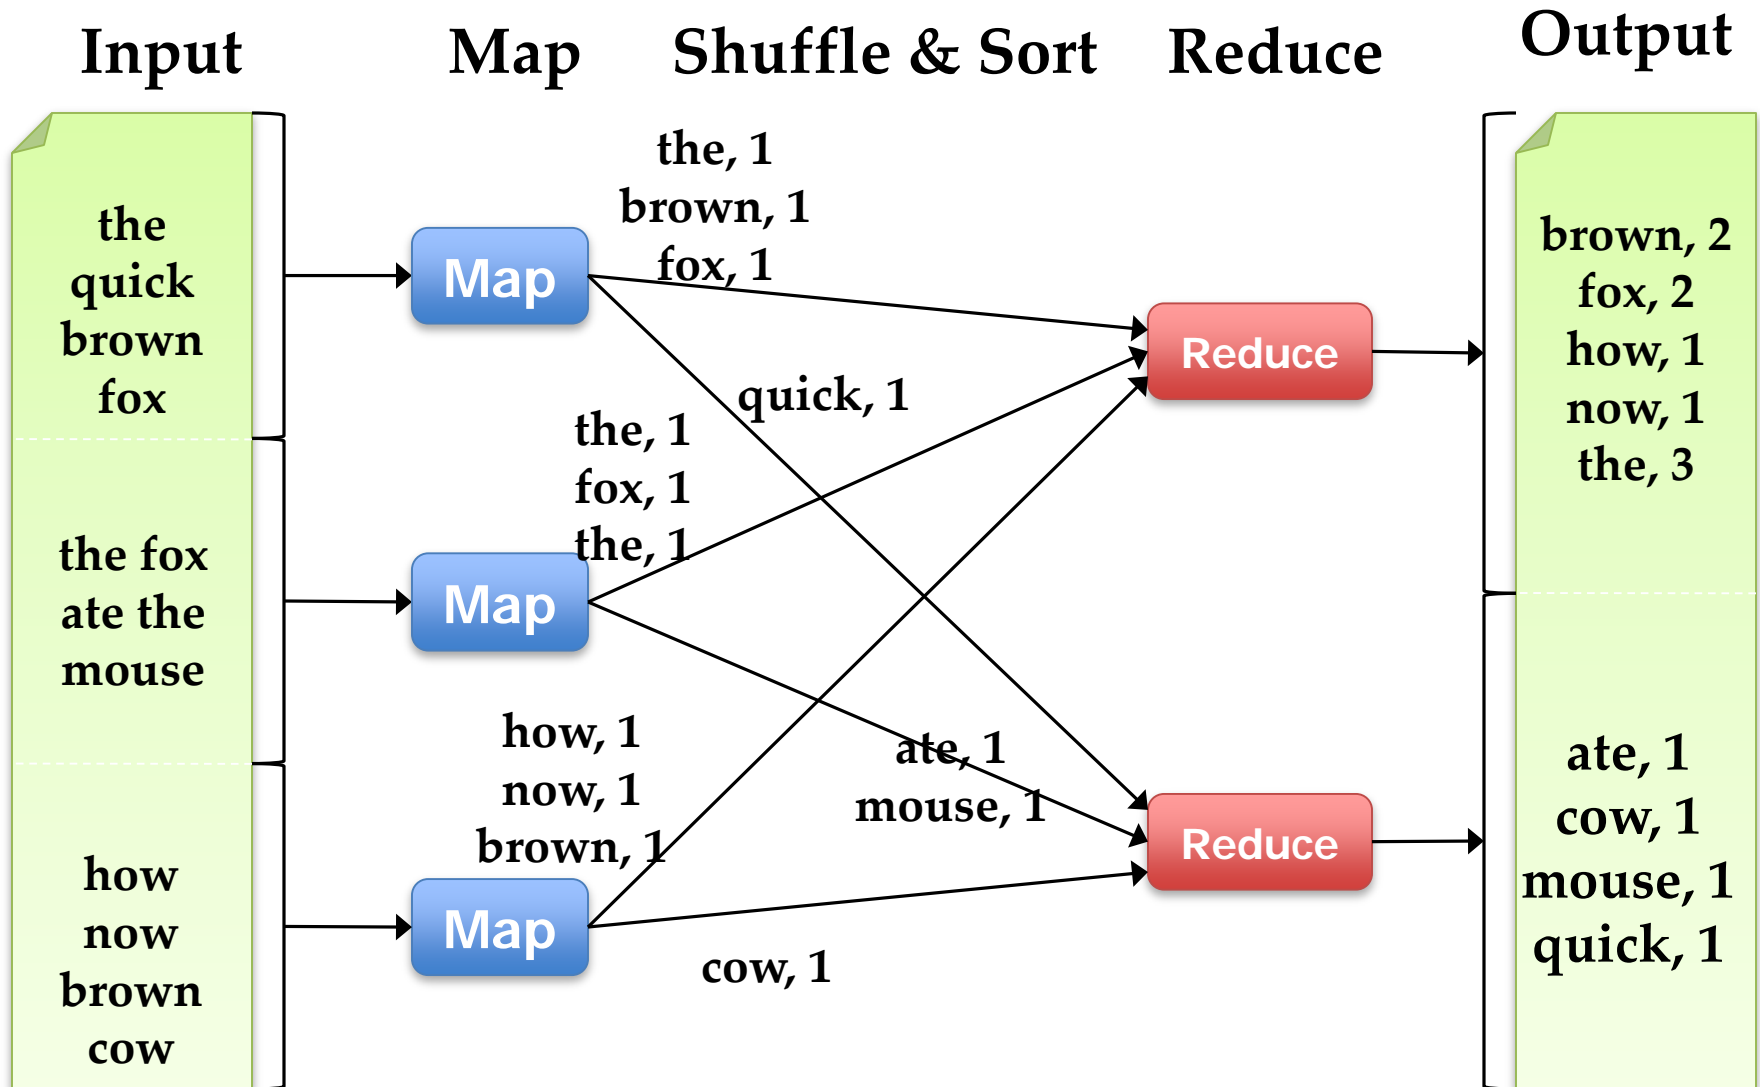 Input
Map
Shuffle & Sort
Reduce
Output
the
quick
brown
fox
the fox
ate the
mouse
how
now
brown
cow
Map
Map
Map
the, 1
brown, 1
fox, 1
quick, 1
the, 1
fox, 1
the, 1
ate, 1
mouse, 1
how, 1
now, 1
brown, 1
cow, 1
Reduce
Reduce
brown, 2
fox, 2
how, 1
now, 1
the, 3
ate, 1
cow, 1
mouse, 1
quick, 1